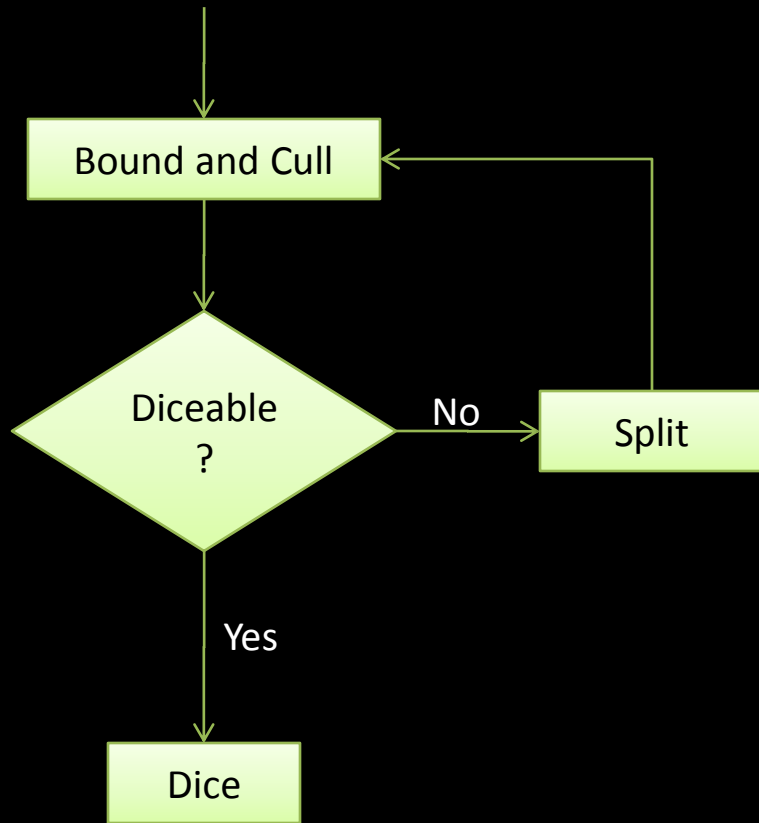 Bound and Cull
Diceable
?
No
Split
Yes
Dice